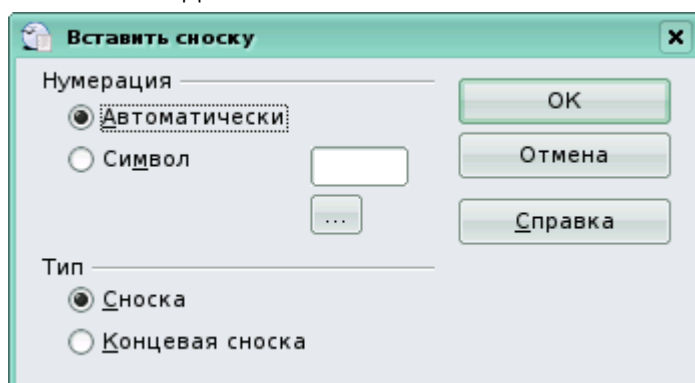 Вставить сноску
Нумерация
Автоматически
Символ
...
Тип
Сноска
Концевая сноска
OK
Отмена
Справка